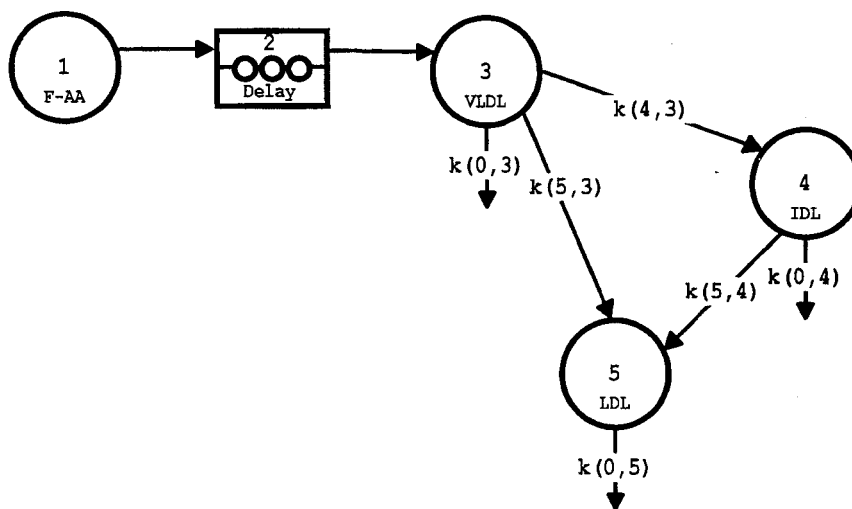 1
F-AA
2
Delay
3
VLDL
k(0,3)
k(5,3)
k(4,3)
4
IDL
k(0,4)
k(5,4)
5
LDL
k(0,5)